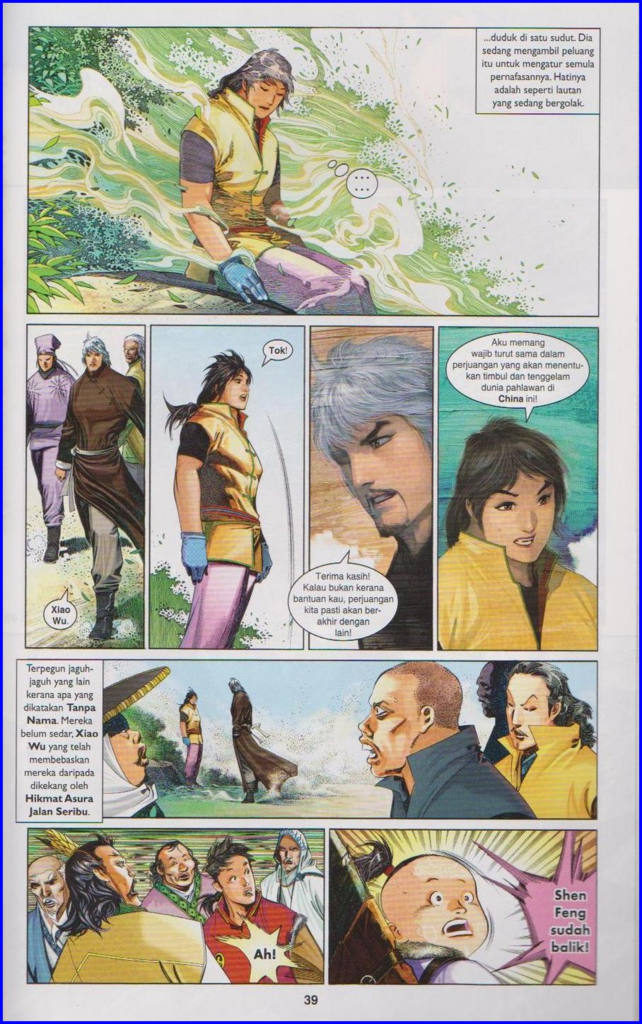 ...duduk di satu sudut. Dia
sedang mengambil peluang
itu untuk mengatur semula
pernafasannya. Hatinya
adalah seperti lautan
yang sedang bergolak.
...
...
Xiao
Wu.
Tok!
Terima kasih!
Kalau bukan kerana
bantuan kau, perjuangan
kita pasti akan ber-
akhir dengan
lain!
Aku memang
wajib turut sama dalam
perjuangan yang akan menentu-
kan timbul dan tenggelam
dunia pahlawan di
China ini!
Terpegun jaguh-
jaguh yang lain
kerana apa yang
dikatakan Tanpa
Nama. Mereka
belum sedar, Xiao
Wu yang telah
membebaskan
mereka daripada
dikenakan oleh
Hikmat Asura
Jalan Seribu.
Ah!
Shen
Feng
sudah
balik!
39